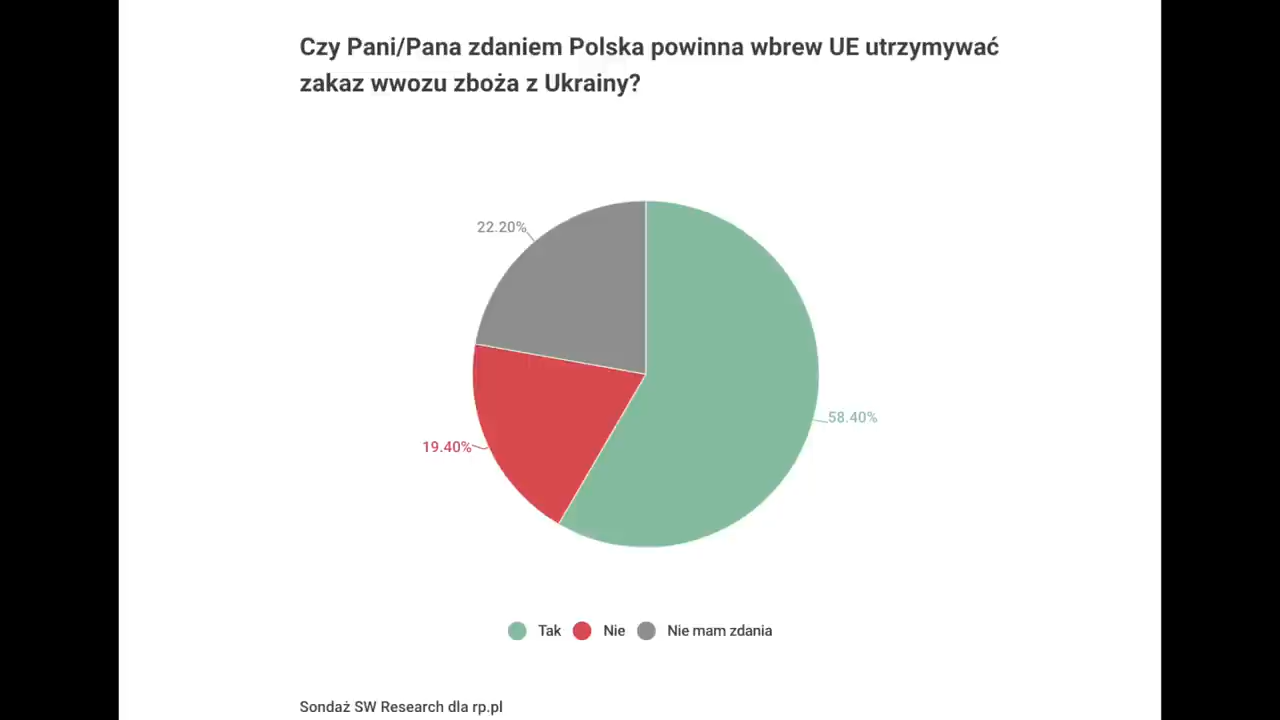 Czy Pani/Pana zdaniem Polska powinna wbrew UE utrzymywać
zakaz wwozu zboża z Ukrainy?
22.20%
58.40%
19.40%
Tak Nie Nie mam zdania
Sondaż SW Research dla rp.pl